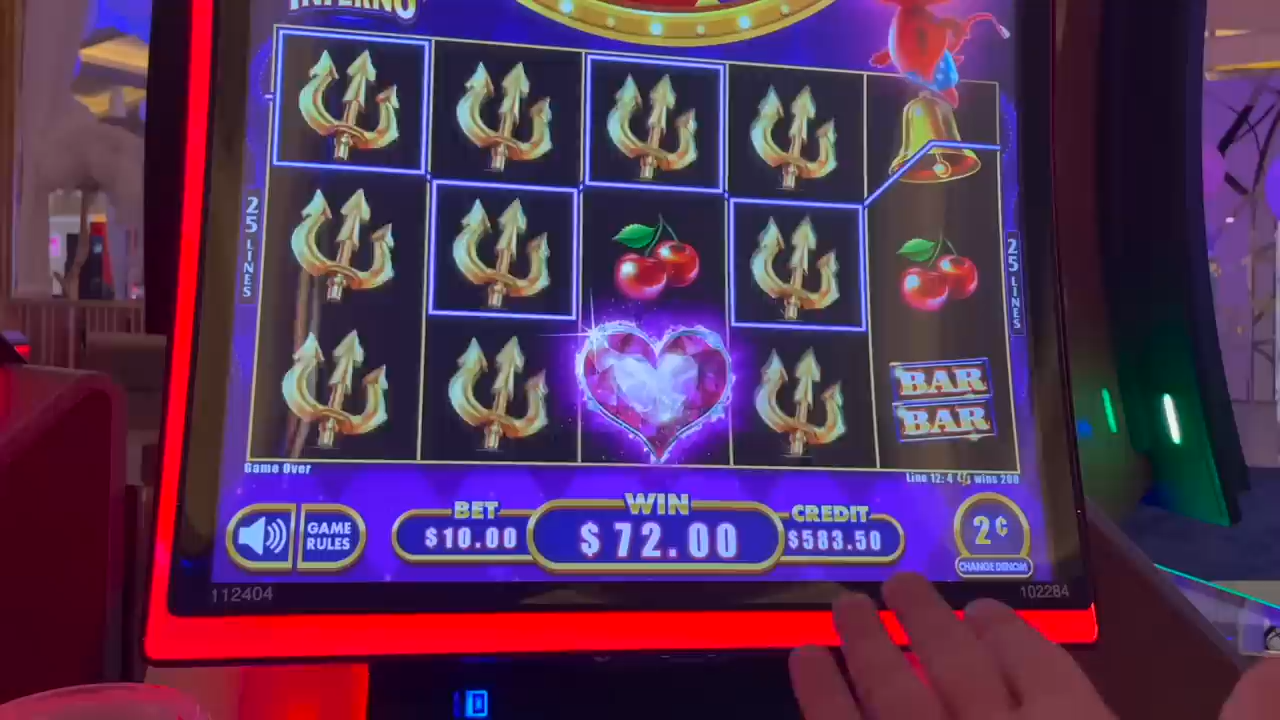 INFERNO
25 LINES
25 LINES
BAR
BAR
Game Over
Line 12: 4 wins 200
GAME
RULES
BET
$10.00
WIN
$72.00
CREDIT
$583.50
2¢
CHANGE DENOM
112404
102284